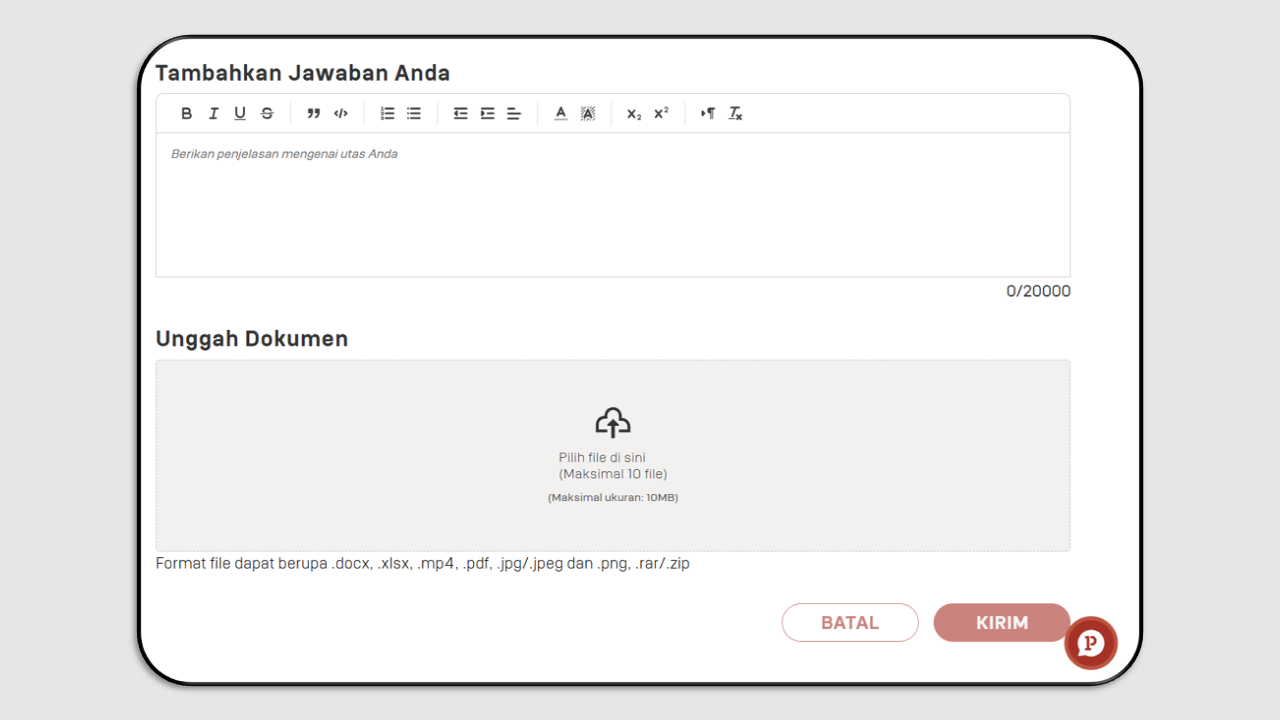 Tambahkan Jawaban Anda
Berikan penjelasan mengenai utas Anda
0/20000
Unggah Dokumen
Pilih file di sini
(Maksimal 10 file)
(Maksimal ukuran: 10MB)
Format file dapat berupa .docx, .xlsx, .mp4, .pdf, .jpg/.jpeg dan .png, .rar/.zip
BATAL
KIRIM
P